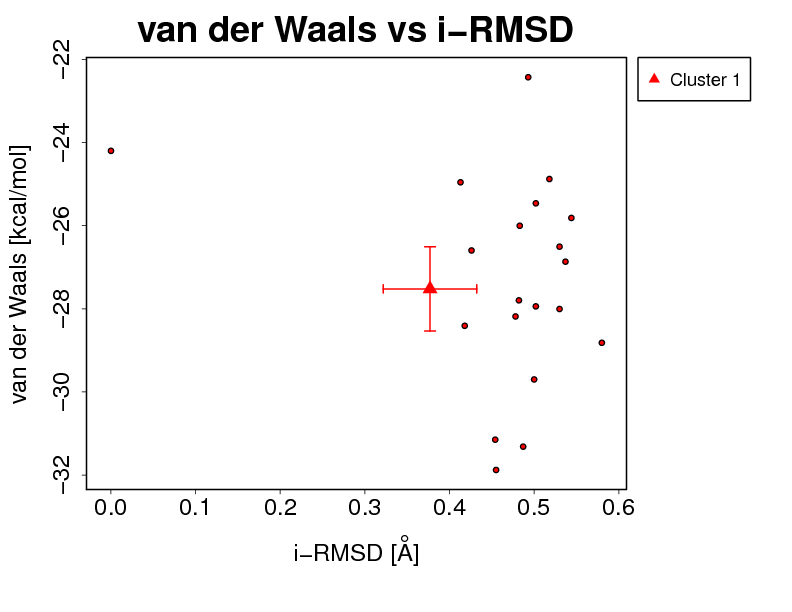 van der Waals vs i−RMSD
Cluster 1
van der Waals [kcal/mol]
−22
−24
−26
−28
−30
−32
0.0 0.1 0.2 0.3 0.4 0.5 0.6
i−RMSD [Å]